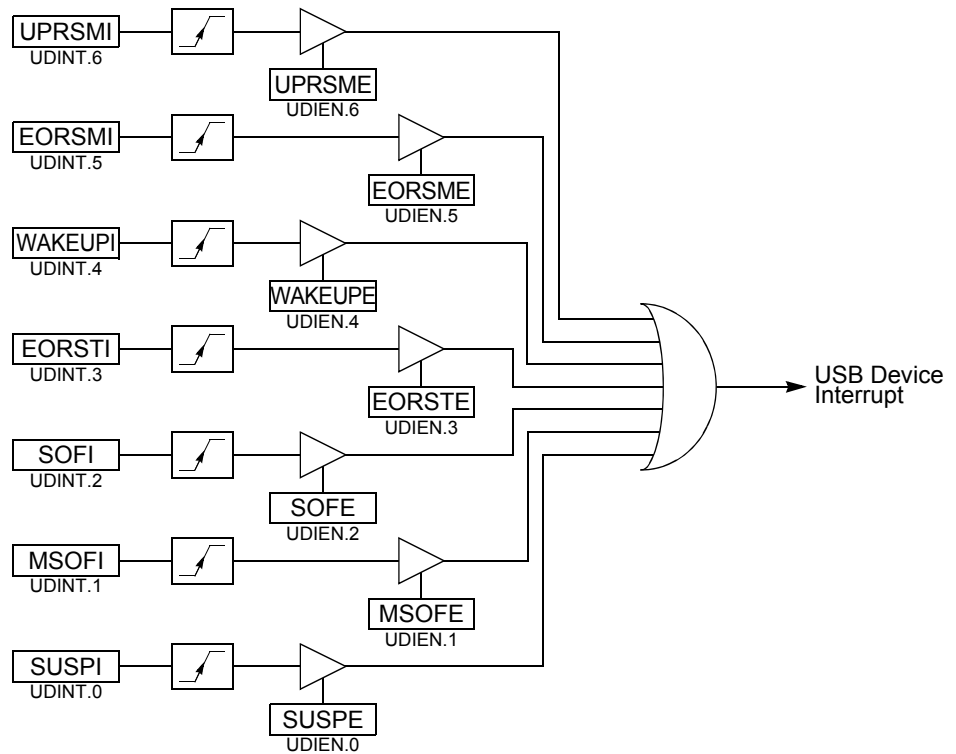 UPRSMI
UDINT.6
UPRSME
UDIEN.6
EORSMI
UDINT.5
EORSME
UDIEN.5
WAKEUPI
UDINT.4
WAKEUPE
UDIEN.4
EORSTI
UDINT.3
EORSTE
UDIEN.3
SOFI
UDINT.2
SOFE
UDIEN.2
MSOFI
UDINT.1
MSOFE
UDIEN.1
SUSPI
UDINT.0
SUSPE
UDIEN.0
USB Device
Interrupt